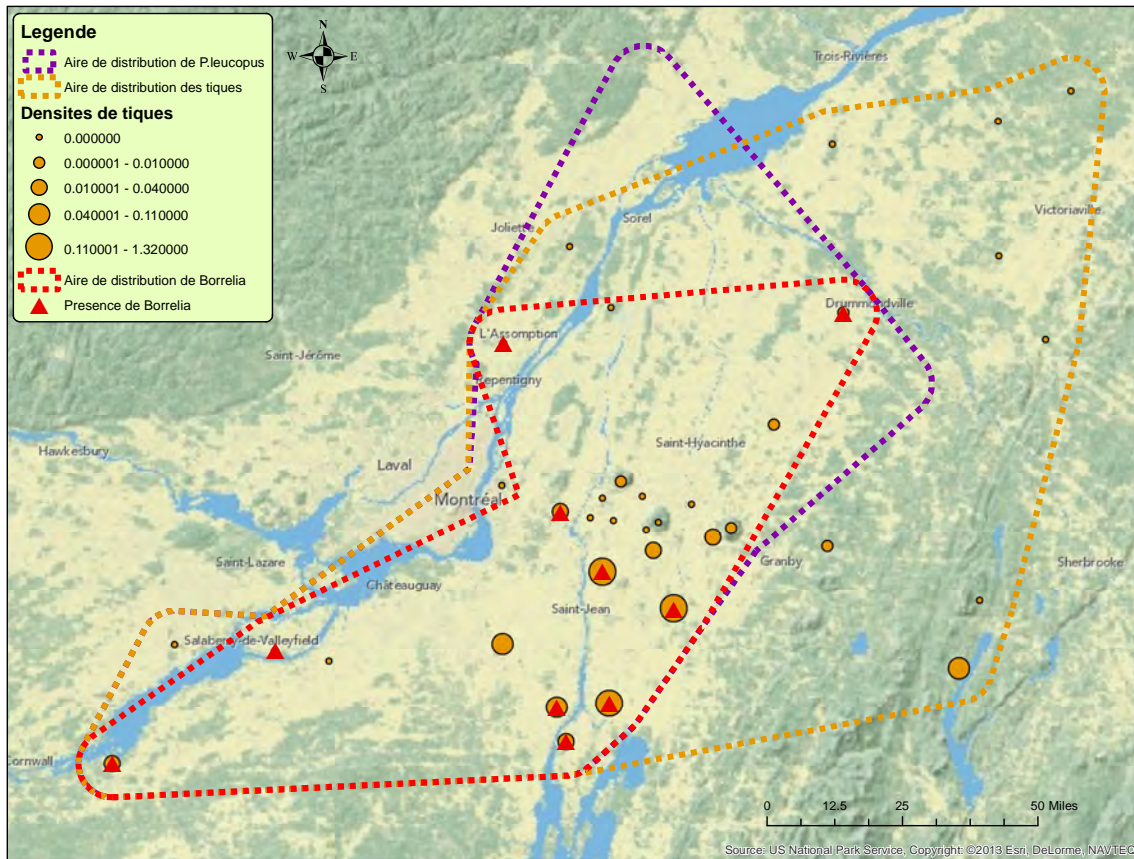 Legende
Aire de distribution de P.leucopus
Aire de distribution des tiques
Densites de tiques
0.000000
0.000001 - 0.010000
0.010001 - 0.040000
0.040001 - 0.110000
0.110001 - 1.320000
Aire de distribution de Borrelia
Presence de Borrelia
N
W E
S
Trois-Rivières
Victoriaville
Sorel
Joliette
Drummondville
L'Assomption
Saint-Jérôme
Repentigny
Saint-Hyacinthe
Hawkesbury
Laval
Montréal
Saint-Lazare
Granby
Sherbrooke
Châteauguay
Saint-Jean
Salaberry-de-Valleyfield
Cornwall
0 12.5 25 50 Miles
Source: US National Park Service, Copyright: ©2013 Esri, DeLorme, NAVTEQ